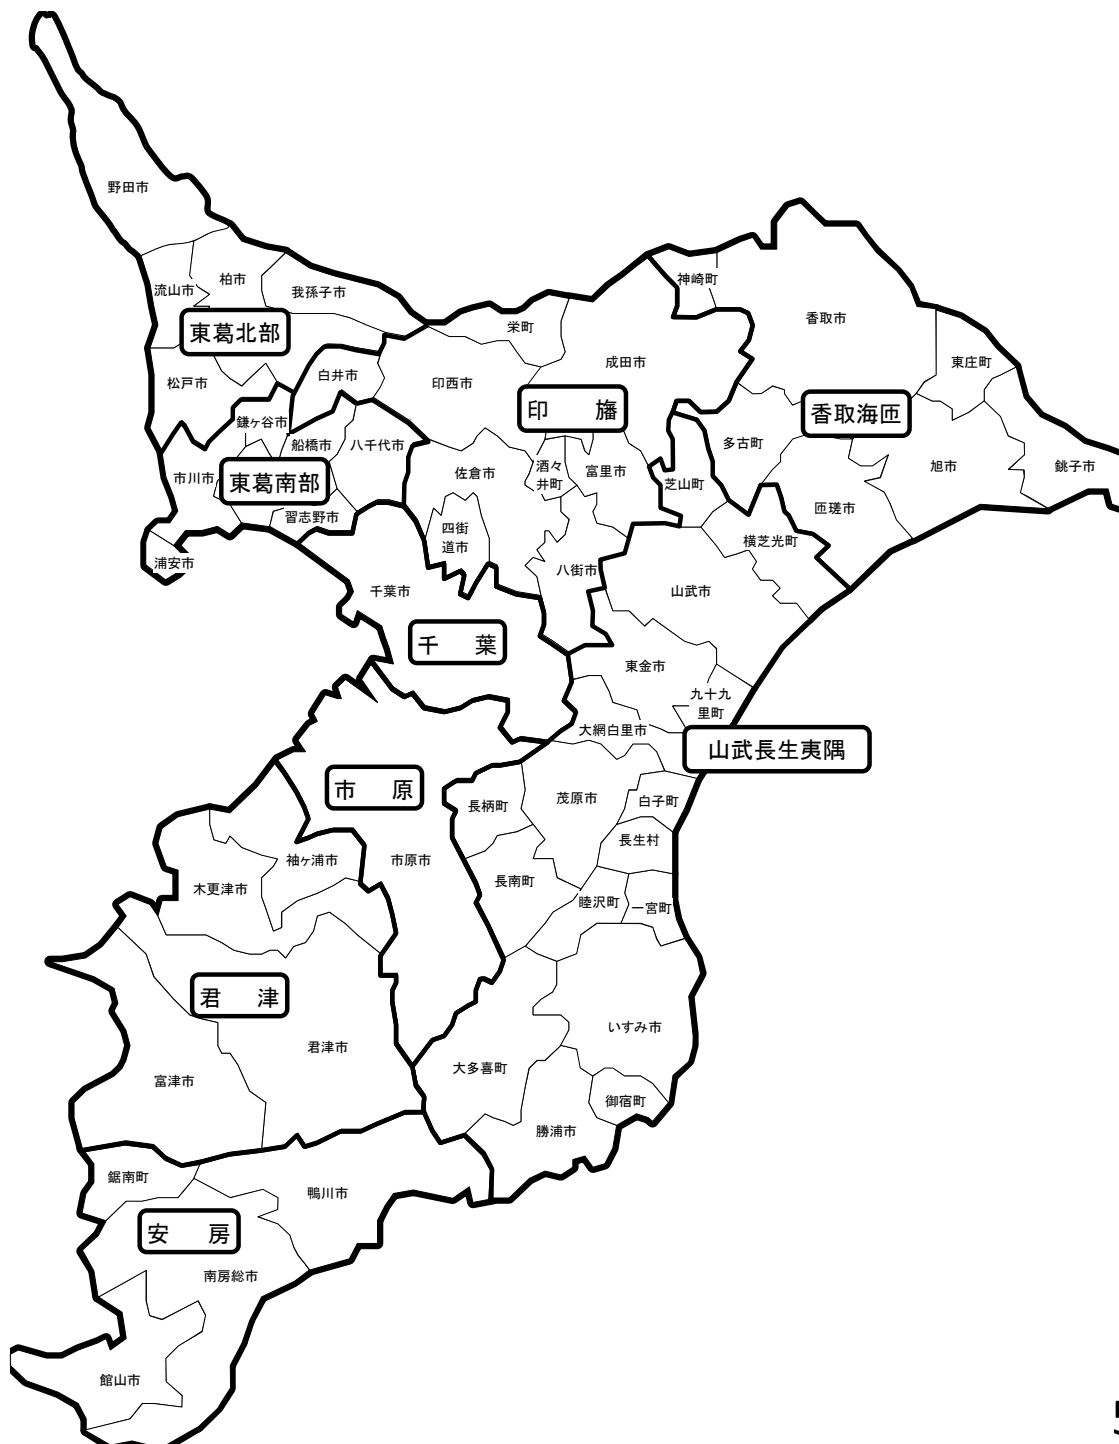 野田市
流山市
柏市
我孫子市
東葛北部
松戸市
白井市
鎌ヶ谷市
船橋市
八千代市
市川市
東葛南部
習志野市
浦安市
栄町
印西市
成田市
印　旛
佐倉市
酒々
井町
富里市
四街
道市
八街市
神崎町
香取市
東庄町
香取海匝
多古町
旭市
銚子市
匝瑳市
芝山町
横芝光町
山武市
千葉市
千　葉
東金市
九十九
里町
大網白里市
山武長生夷隅
市　原
市原市
長柄町
茂原市
白子町
長生村
長南町
睦沢町
一宮町
いすみ市
大多喜町
御宿町
勝浦市
袖ヶ浦市
木更津市
君　津
君津市
富津市
鋸南町
鴨川市
安　房
南房総市
館山市